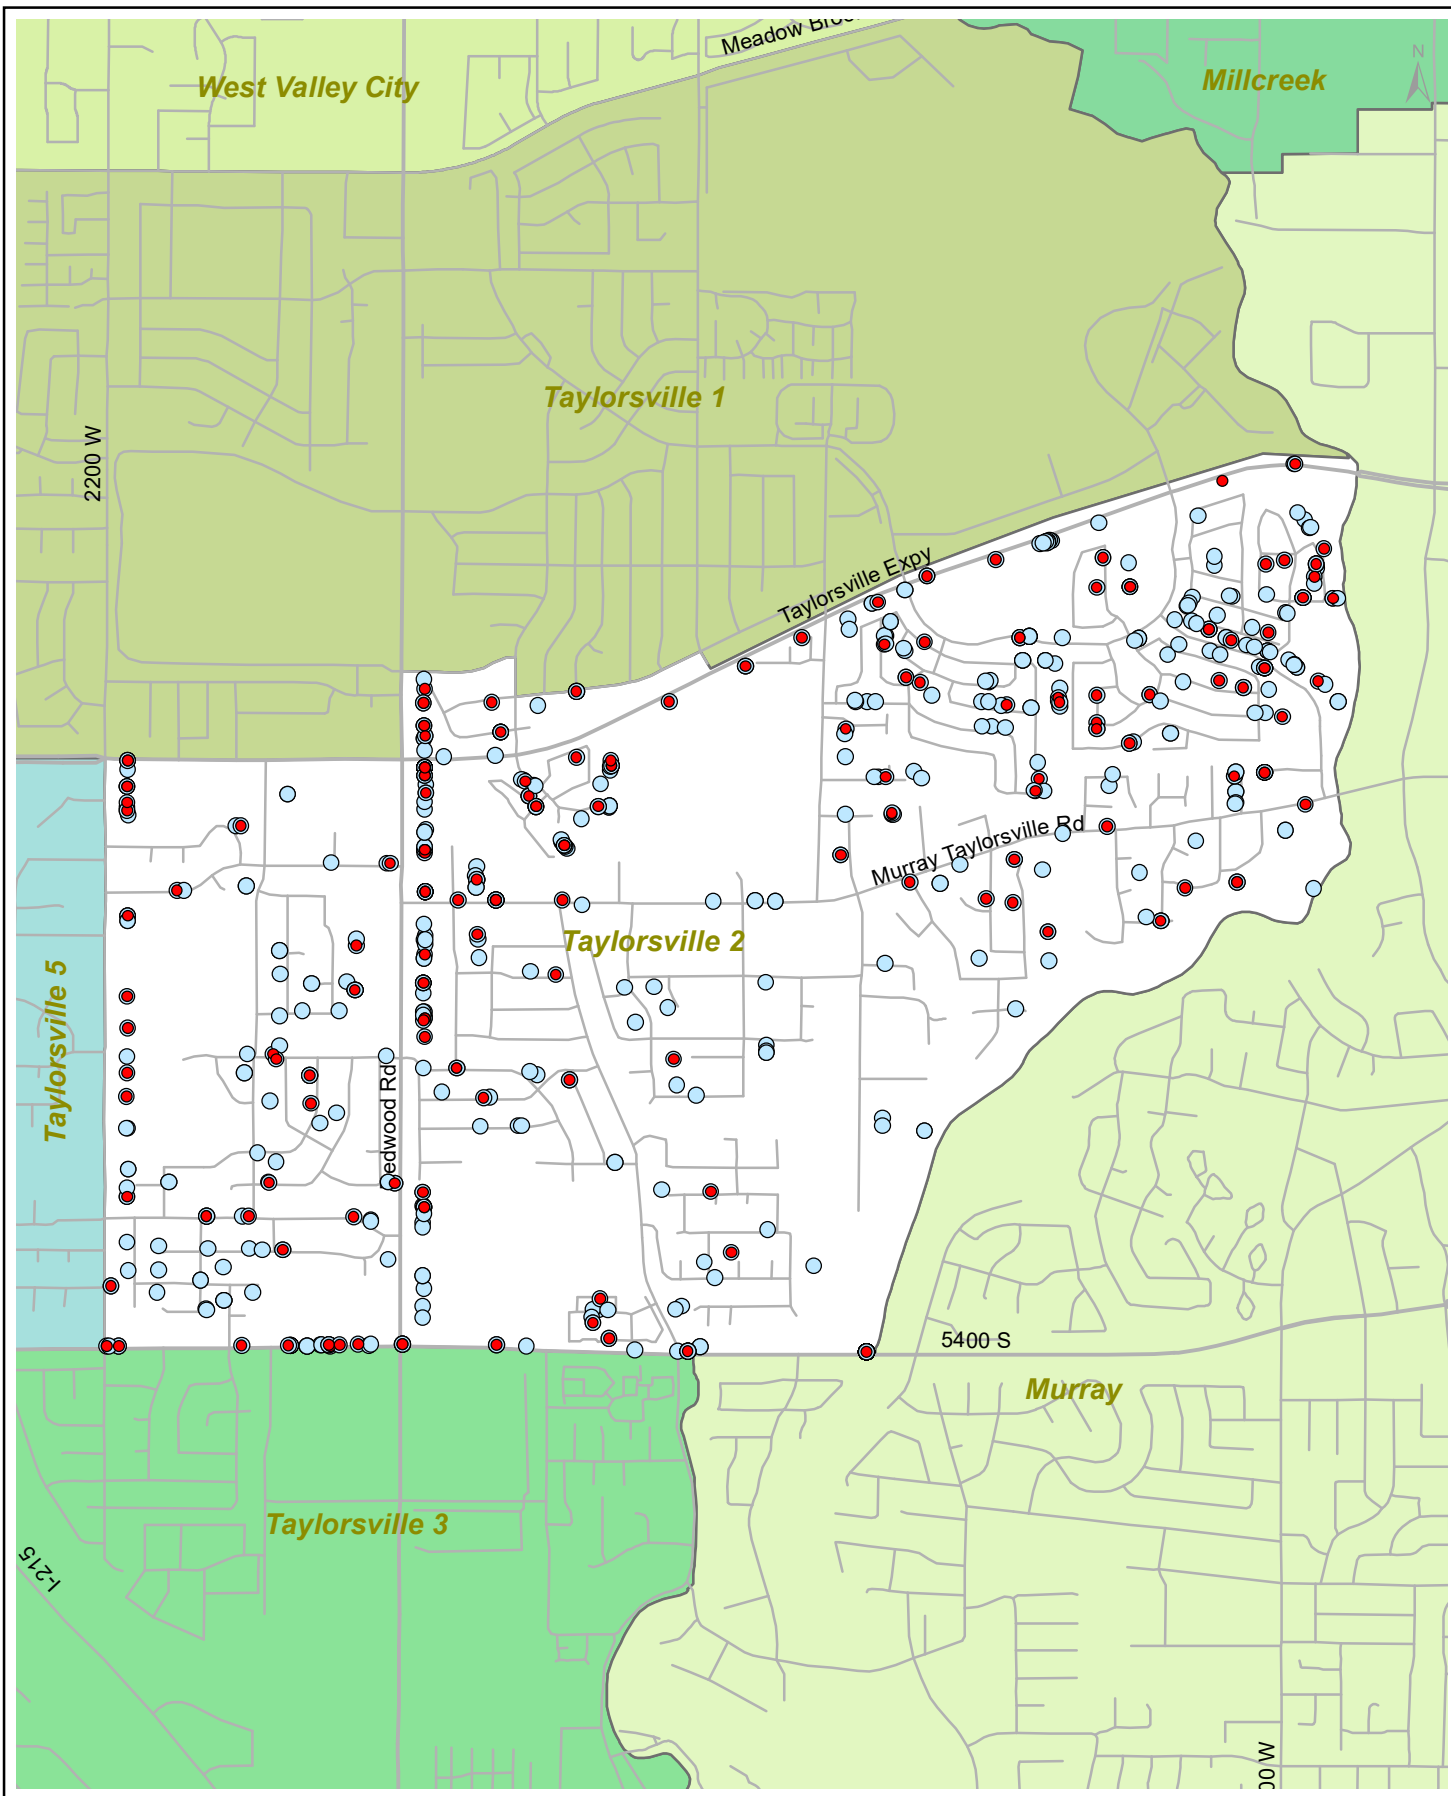 Meadow Bro
West Valley City
Millcreek
N
Taylorsville 1
2200 W
Taylorsville Expy
Murray Taylorsville Rd
Taylorsville 2
Taylorsville 5
edwood Rd
5400 S
Murray
Taylorsville 3
I-215
00 W